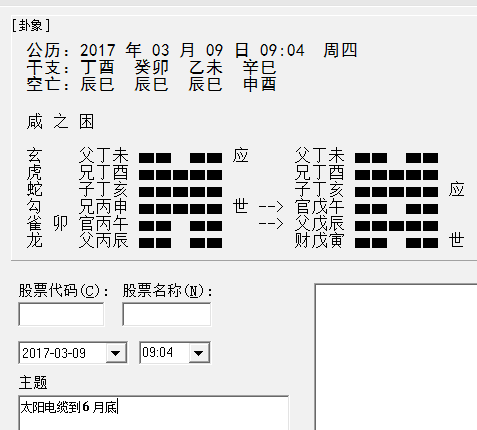 [卦象]
公历：2017 年 03 月 09 日 09:04 周四
干支：丁酉 癸卯 乙未 辛巳
空亡：辰巳 辰巳 辰巳 申酉
咸 之 困
玄 父丁未 应 父丁未
虎 兄丁酉 兄丁酉
蛇 子丁亥 子丁亥 应
勾 兄丙申 世 --> 官戊午
雀 卯 官丙午 --> 父戊辰
龙 父丙辰 财戊寅 世
股票代码(C)： 股票名称(N)：
2017-03-09 09:04
主题
太阳电缆到6月底